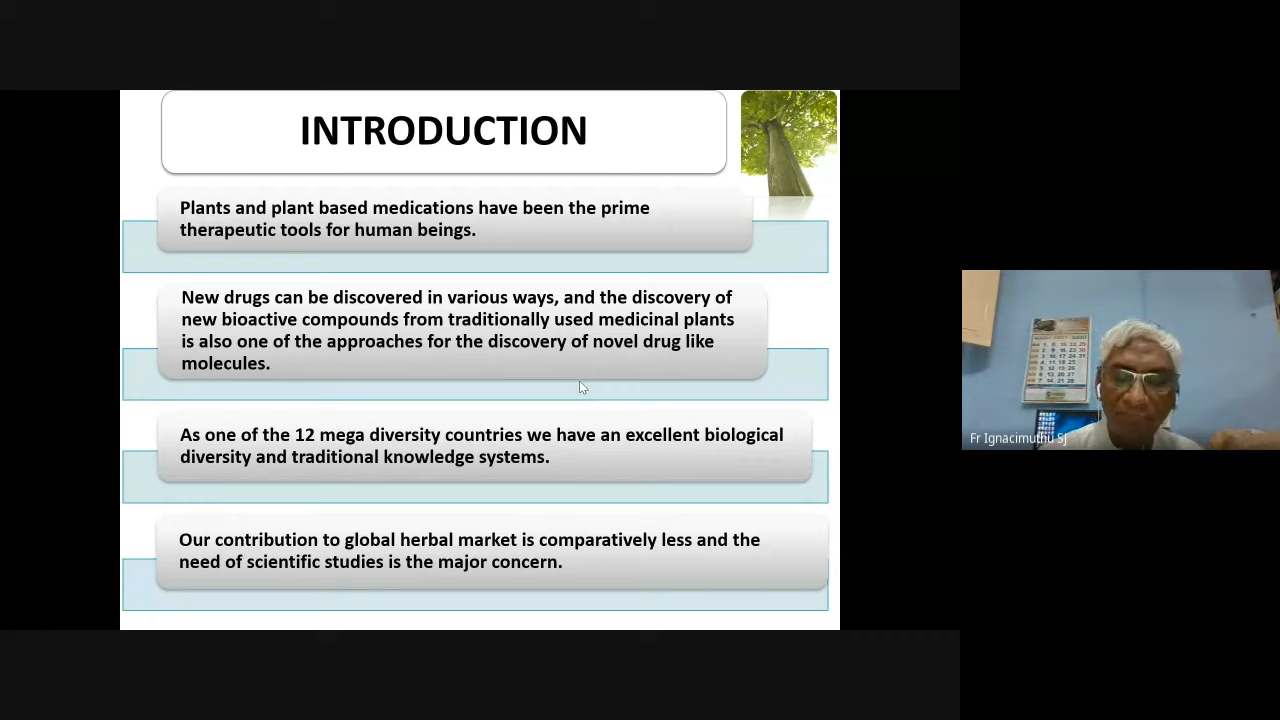 INTRODUCTION
Plants and plant based medications have been the prime
therapeutic tools for human beings.
New drugs can be discovered in various ways, and the discovery of
new bioactive compounds from traditionally used medicinal plants
is also one of the approaches for the discovery of novel drug like
molecules.
As one of the 12 mega diversity countries we have an excellent biological
diversity and traditional knowledge systems.
Our contribution to global herbal market is comparatively less and the
need of scientific studies is the major concern.
Fr Ignacimuthu Sj